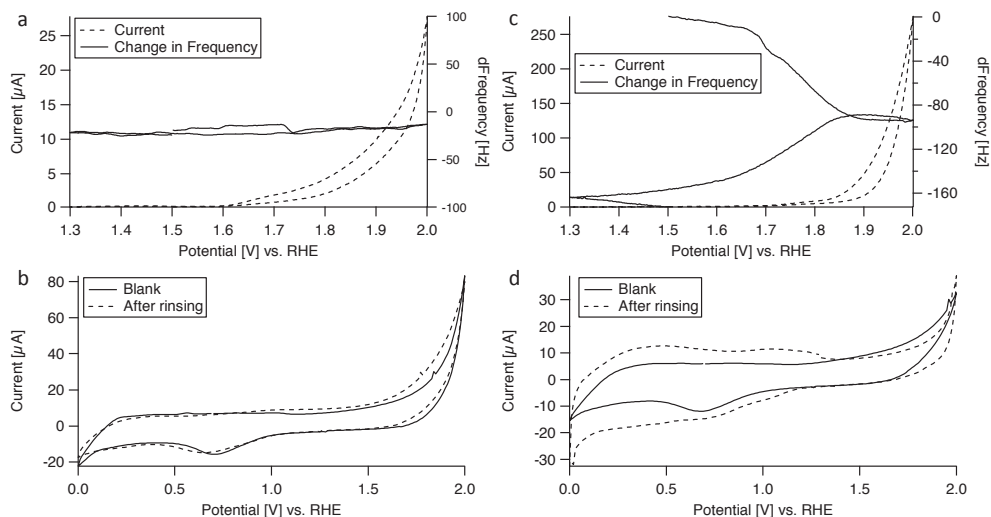 a
Current
Change in Frequency
Current [µA]
25
20
15
10
5
0
100
50
0
-50
-100
dFrequency [Hz]
1.3 1.4 1.5 1.6 1.7 1.8 1.9 2.0
Potential [V] vs. RHE
c
Current
Change in Frequency
Current [µA]
250
200
150
100
50
0
0
-40
-80
-120
-160
dFrequency [Hz]
1.3 1.4 1.5 1.6 1.7 1.8 1.9 2.0
Potential [V] vs. RHE
b
Blank
After rinsing
Current [µA]
80
60
40
20
0
-20
0.0 0.5 1.0 1.5 2.0
Potential [V] vs. RHE
d
Blank
After rinsing
Current [µA]
30
20
10
0
-10
-20
-30
0.0 0.5 1.0 1.5 2.0
Potential [V] vs. RHE